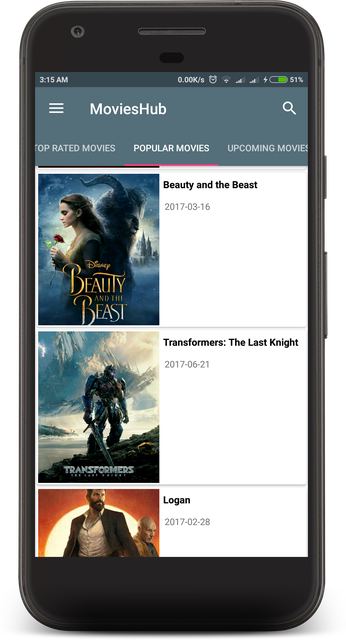 3:15 AM 0.00K/s 51%
MoviesHub
TOP RATED MOVIES POPULAR MOVIES UPCOMING MOVIES
Beauty and the Beast
2017-03-16
Disney
BEAUTY
AND THE
BEAST
Transformers: The Last Knight
2017-06-21
TRANSFORMERS
THE LAST KNIGHT
Logan
2017-02-28